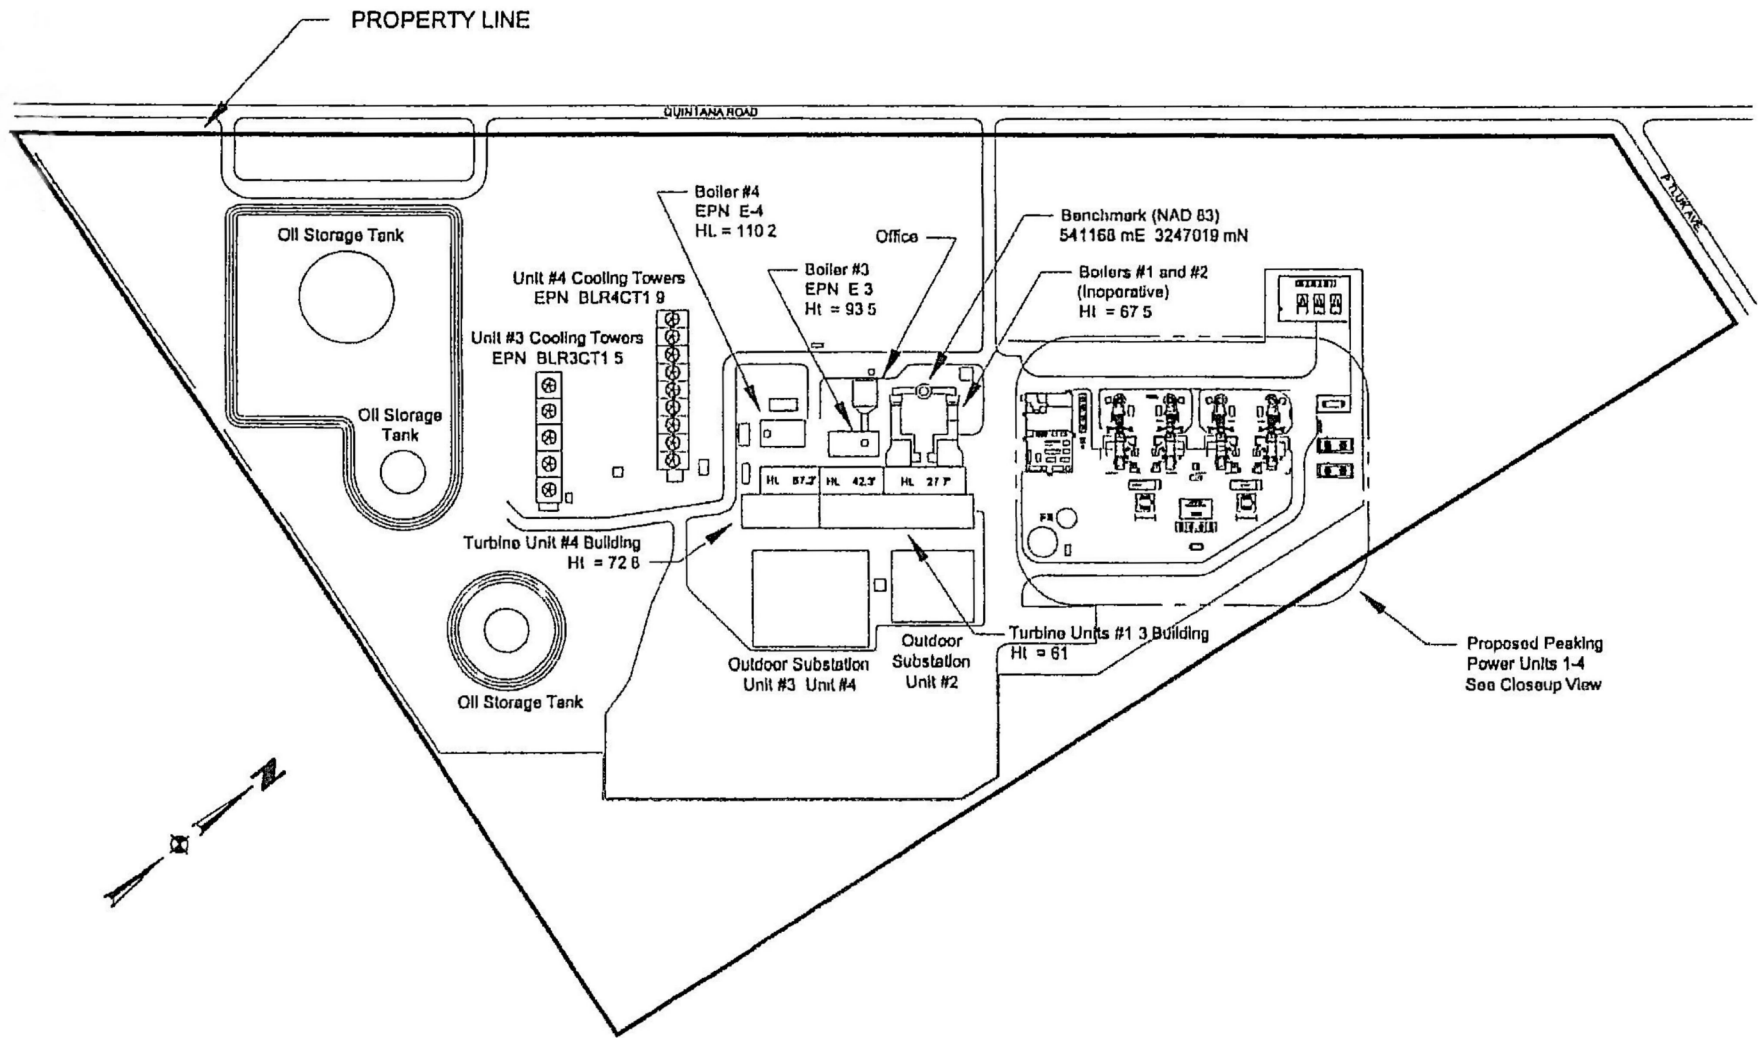 PROPERTY LINE
QUINTANA ROAD
Boiler #4
EPN E-4
HL = 110 2
Office
Benchmark (NAD 83)
541168 mE 3247019 mN
Oil Storage Tank
Boiler #3
EPN E 3
Ht = 93 5
Boilers #1 and #2
(Inoperative)
Ht = 67 5
Unit #4 Cooling Towers
EPN BLR4CT1 9
Unit #3 Cooling Towers
EPN BLR3CT1 5
Oil Storage
Tank
HL 67.3'
HL 42.3'
HL 27 7'
Turbine Unit #4 Building
Ht = 72 8
Turbine Units #1 3 Building
Ht = 61
Outdoor Substation
Unit #3 Unit #4
Outdoor
Substation
Unit #2
Proposed Peaking
Power Units 1-4
See Closeup View
Oil Storage Tank
N